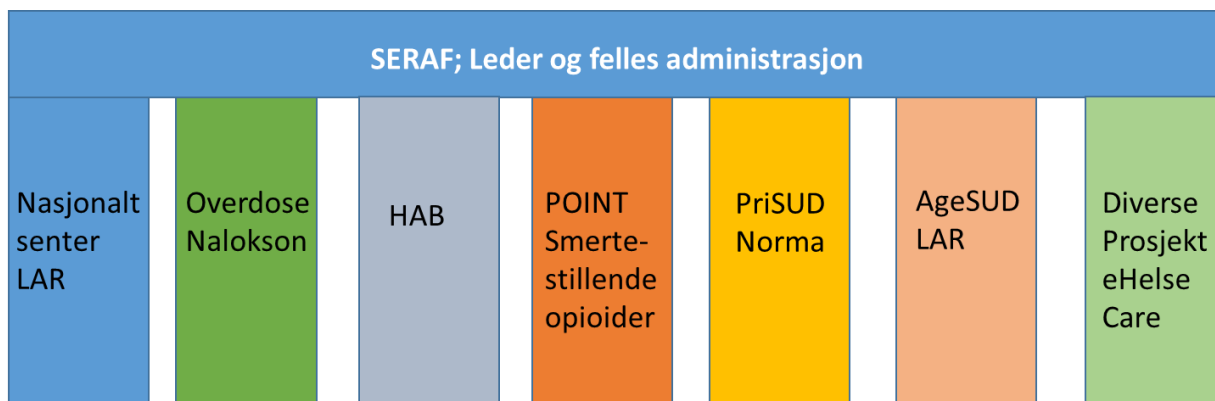 SERAF; Leder og felles administrasjon
Nasjonalt
senter
LAR
Overdose
Nalokson
HAB
POINT
Smerte-
stillende
opioider
PriSUD
Norma
AgeSUD
LAR
Diverse
Prosjekt
eHelse
Care